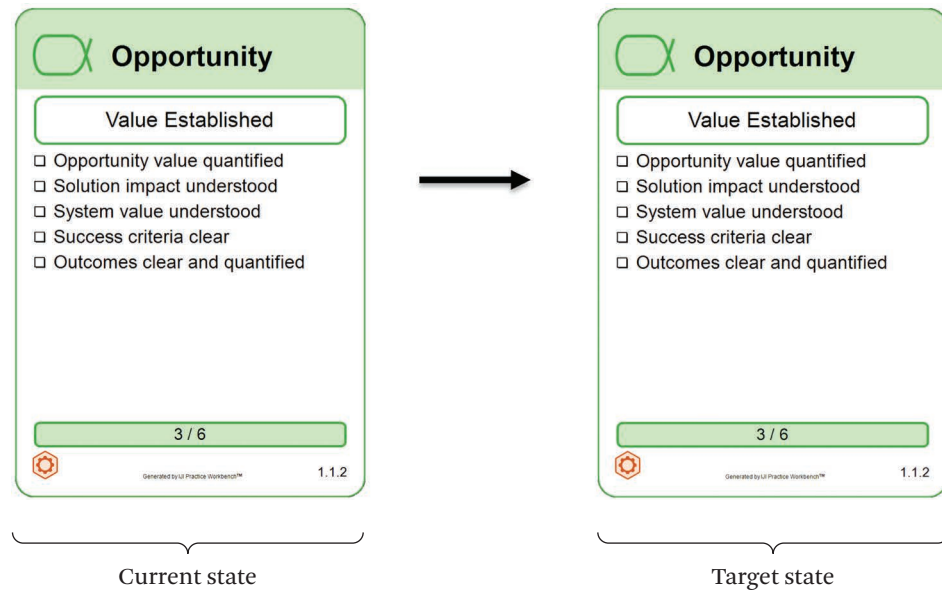 Opportunity
Value Established
☐ Opportunity value quantified
☐ Solution impact understood
☐ System value understood
☐ Success criteria clear
☐ Outcomes clear and quantified
3 / 6
Generated by IJI Practice Workbench™
1.1.2
Current state
Opportunity
Value Established
☐ Opportunity value quantified
☐ Solution impact understood
☐ System value understood
☐ Success criteria clear
☐ Outcomes clear and quantified
3 / 6
Generated by IJI Practice Workbench™
1.1.2
Target state